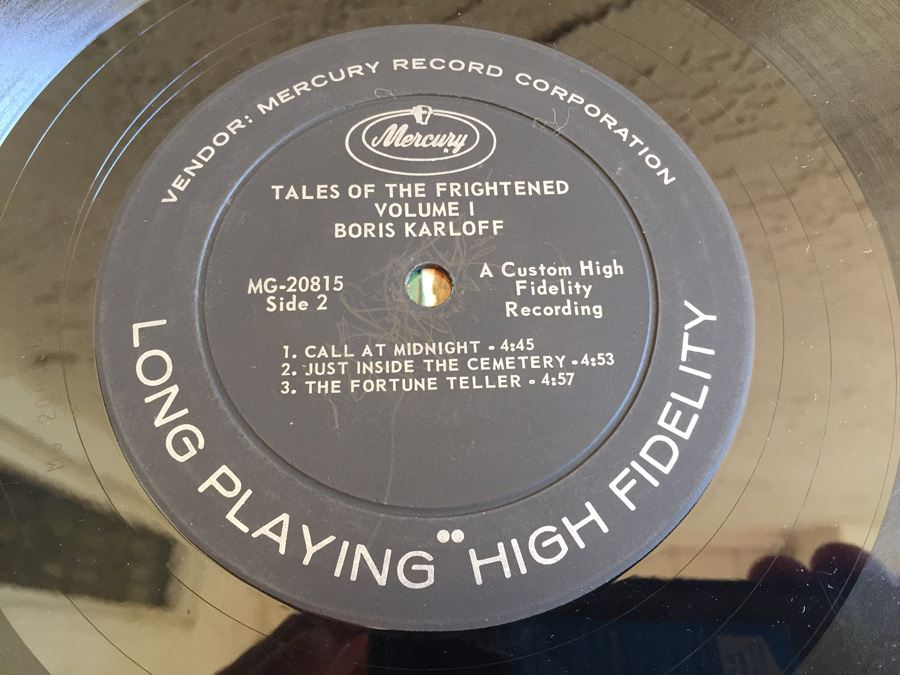 VENDOR: MERCURY RECORD CORPORATION
Mercury
TALES OF THE FRIGHTENED
VOLUME I
BORIS KARLOFF
MG-20815
Side 2
A Custom High
Fidelity
Recording
1. CALL AT MIDNIGHT - 4:45
2. JUST INSIDE THE CEMETERY - 4:53
3. THE FORTUNE TELLER - 4:57
LONG PLAYING HIGH FIDELITY